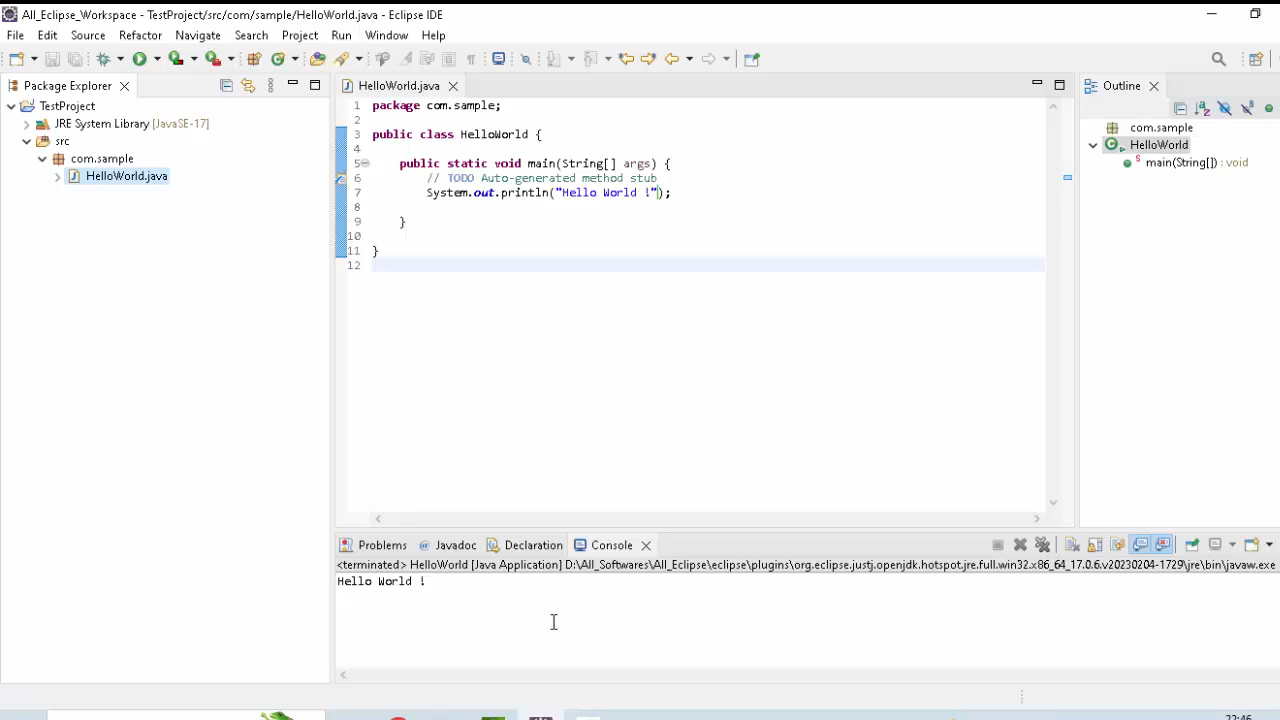 All_Eclipse_Workspace - TestProject/src/com/sample/HelloWorld.java - Eclipse IDE
File Edit Source Refactor Navigate Search Project Run Window Help
Package Explorer
TestProject
JRE System Library [JavaSE-17]
src
com.sample
HelloWorld.java
HelloWorld.java
1 package com.sample;
2
3 public class HelloWorld {
4
5 public static void main(String[] args) {
6 // TODO Auto-generated method stub
7 System.out.println("Hello World !");
8
9 }
10
11 }
12
Outline
com.sample
HelloWorld
main(String[]) : void
Problems @ Javadoc Declaration Console
<terminated> HelloWorld [Java Application] D:\All_Softwares\All_Eclipse\eclipse\plugins\org.eclipse.justj.openjdk.hotspot.jre.full.win32.x86_64_17.0.6.v20230204-1729\jre\bin\javaw.exe
Hello World !
22:46